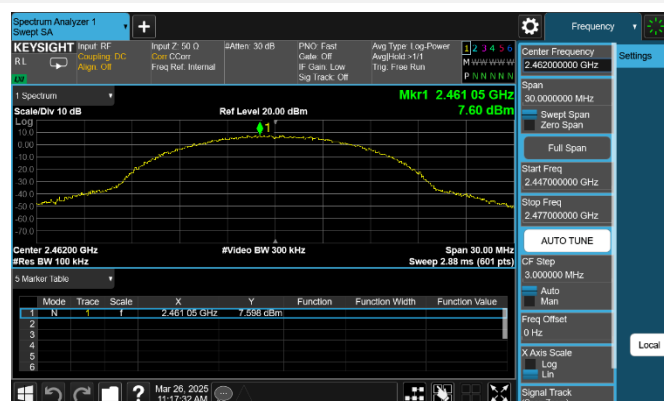 Spectrum Analyzer 1
Swept SA
Frequency
KEYSIGHT
Input: RF
Input Z: 50 Ω
#Atten: 30 dB
PNO: Fast
Avg Type: Log-Power
1 2 3 4 5 6
RL
Coupling: DC
Corr CCorr
Gate: Off
Avg|Hold:>1/1
M W W W W W
Align: Off
Freq Ref: Internal
IF Gain: Low
Trig: Free Run
Sig Track: Off
P N N N N N
1 Spectrum
Mkr1 2.461 05 GHz
Scale/Div 10 dB
Ref Level 20.00 dBm
7.60 dBm
Log
1
10.0
0.00
-10.0
-20.0
-30.0
-40.0
-50.0
-60.0
-70.0
Center 2.46200 GHz
#Video BW 300 kHz
Span 30.00 MHz
#Res BW 100 kHz
Sweep 2.88 ms (601 pts)
5 Marker Table
Mode Trace Scale X Y Function Function Width Function Value
1 N 1 f 2.461 05 GHz 7.598 dBm
2
3
4
5
6
Mar 26, 2025
11:17:32 AM
Center Frequency
2.462000000 GHz
Settings
Span
30.0000000 MHz
Swept Span
Zero Span
Full Span
Start Freq
2.447000000 GHz
Stop Freq
2.477000000 GHz
AUTO TUNE
CF Step
3.000000 MHz
Auto
Man
Freq Offset
0 Hz
Local
X Axis Scale
Log
Lin
Signal Track